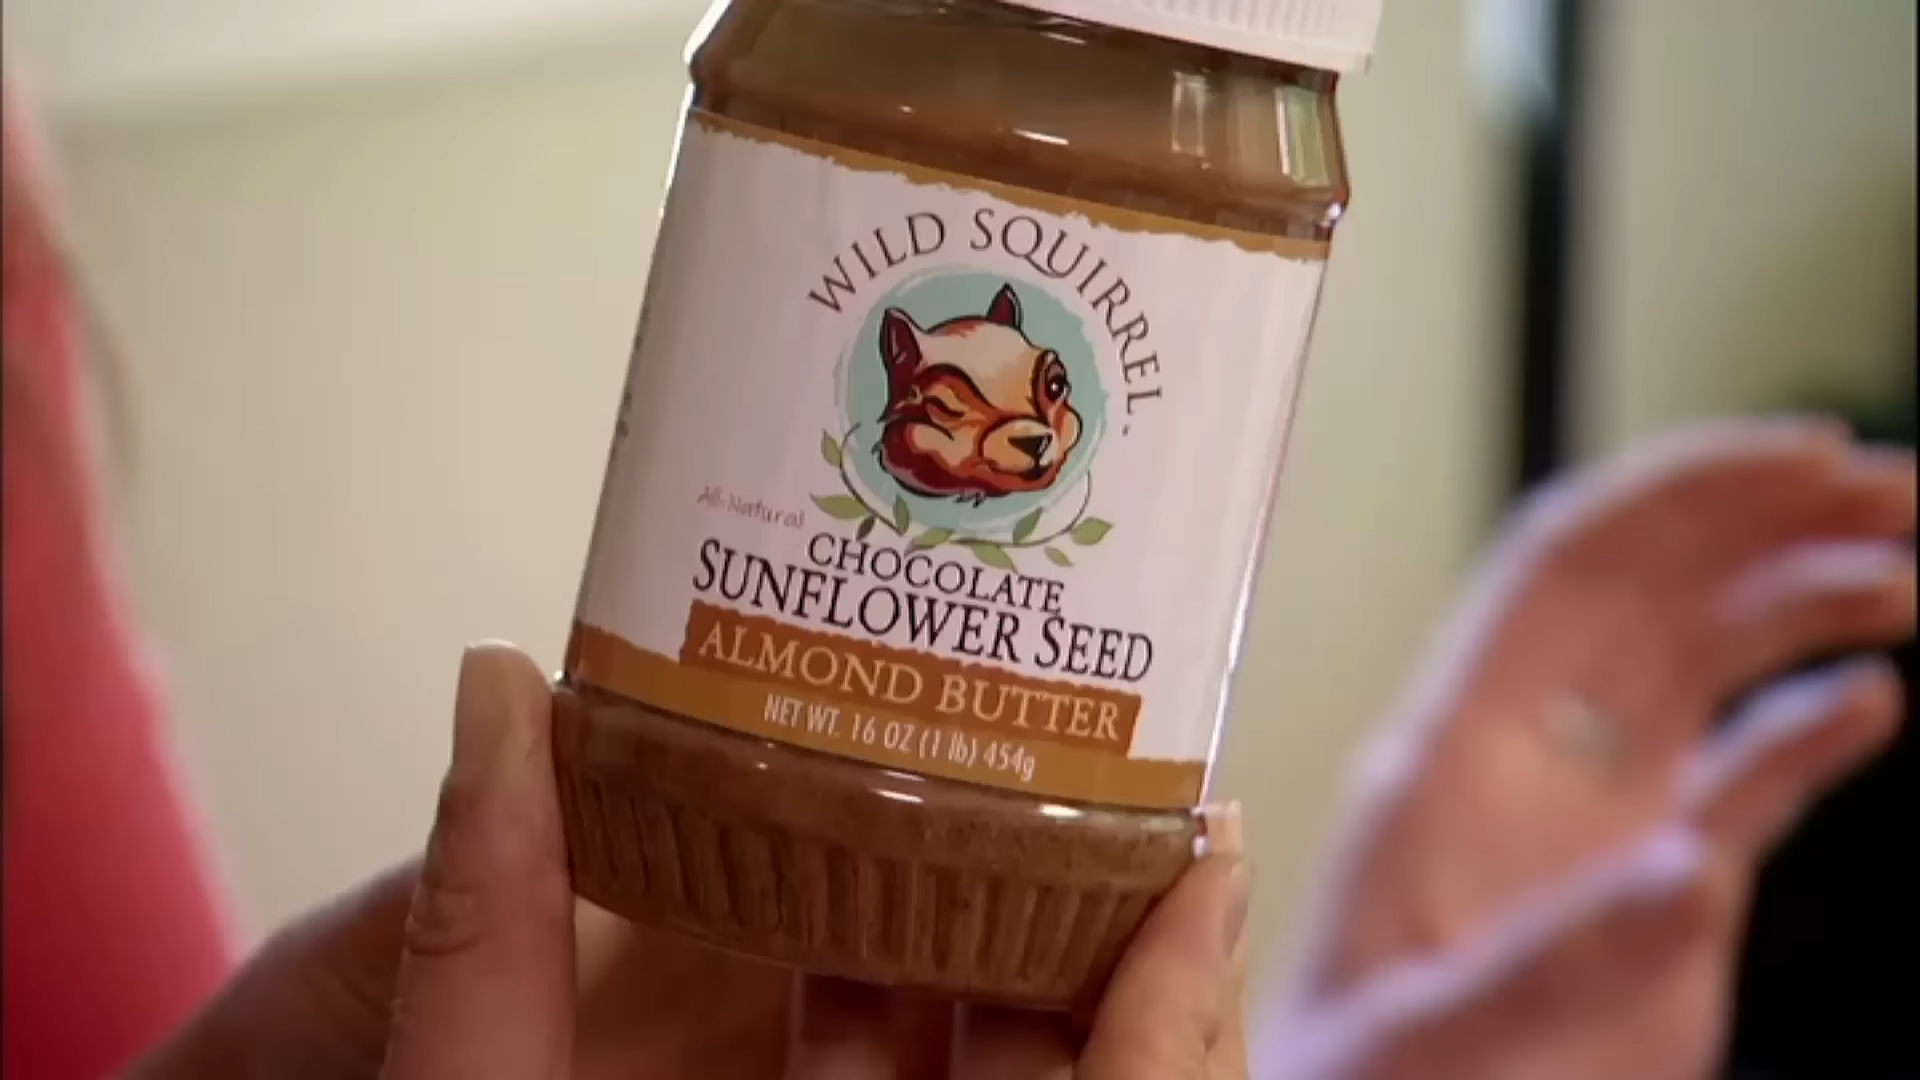 WILD SQUIRREL.
All-Natural
CHOCOLATE
SUNFLOWER SEED
ALMOND BUTTER
NET WT. 16 OZ (1 lb) 454g